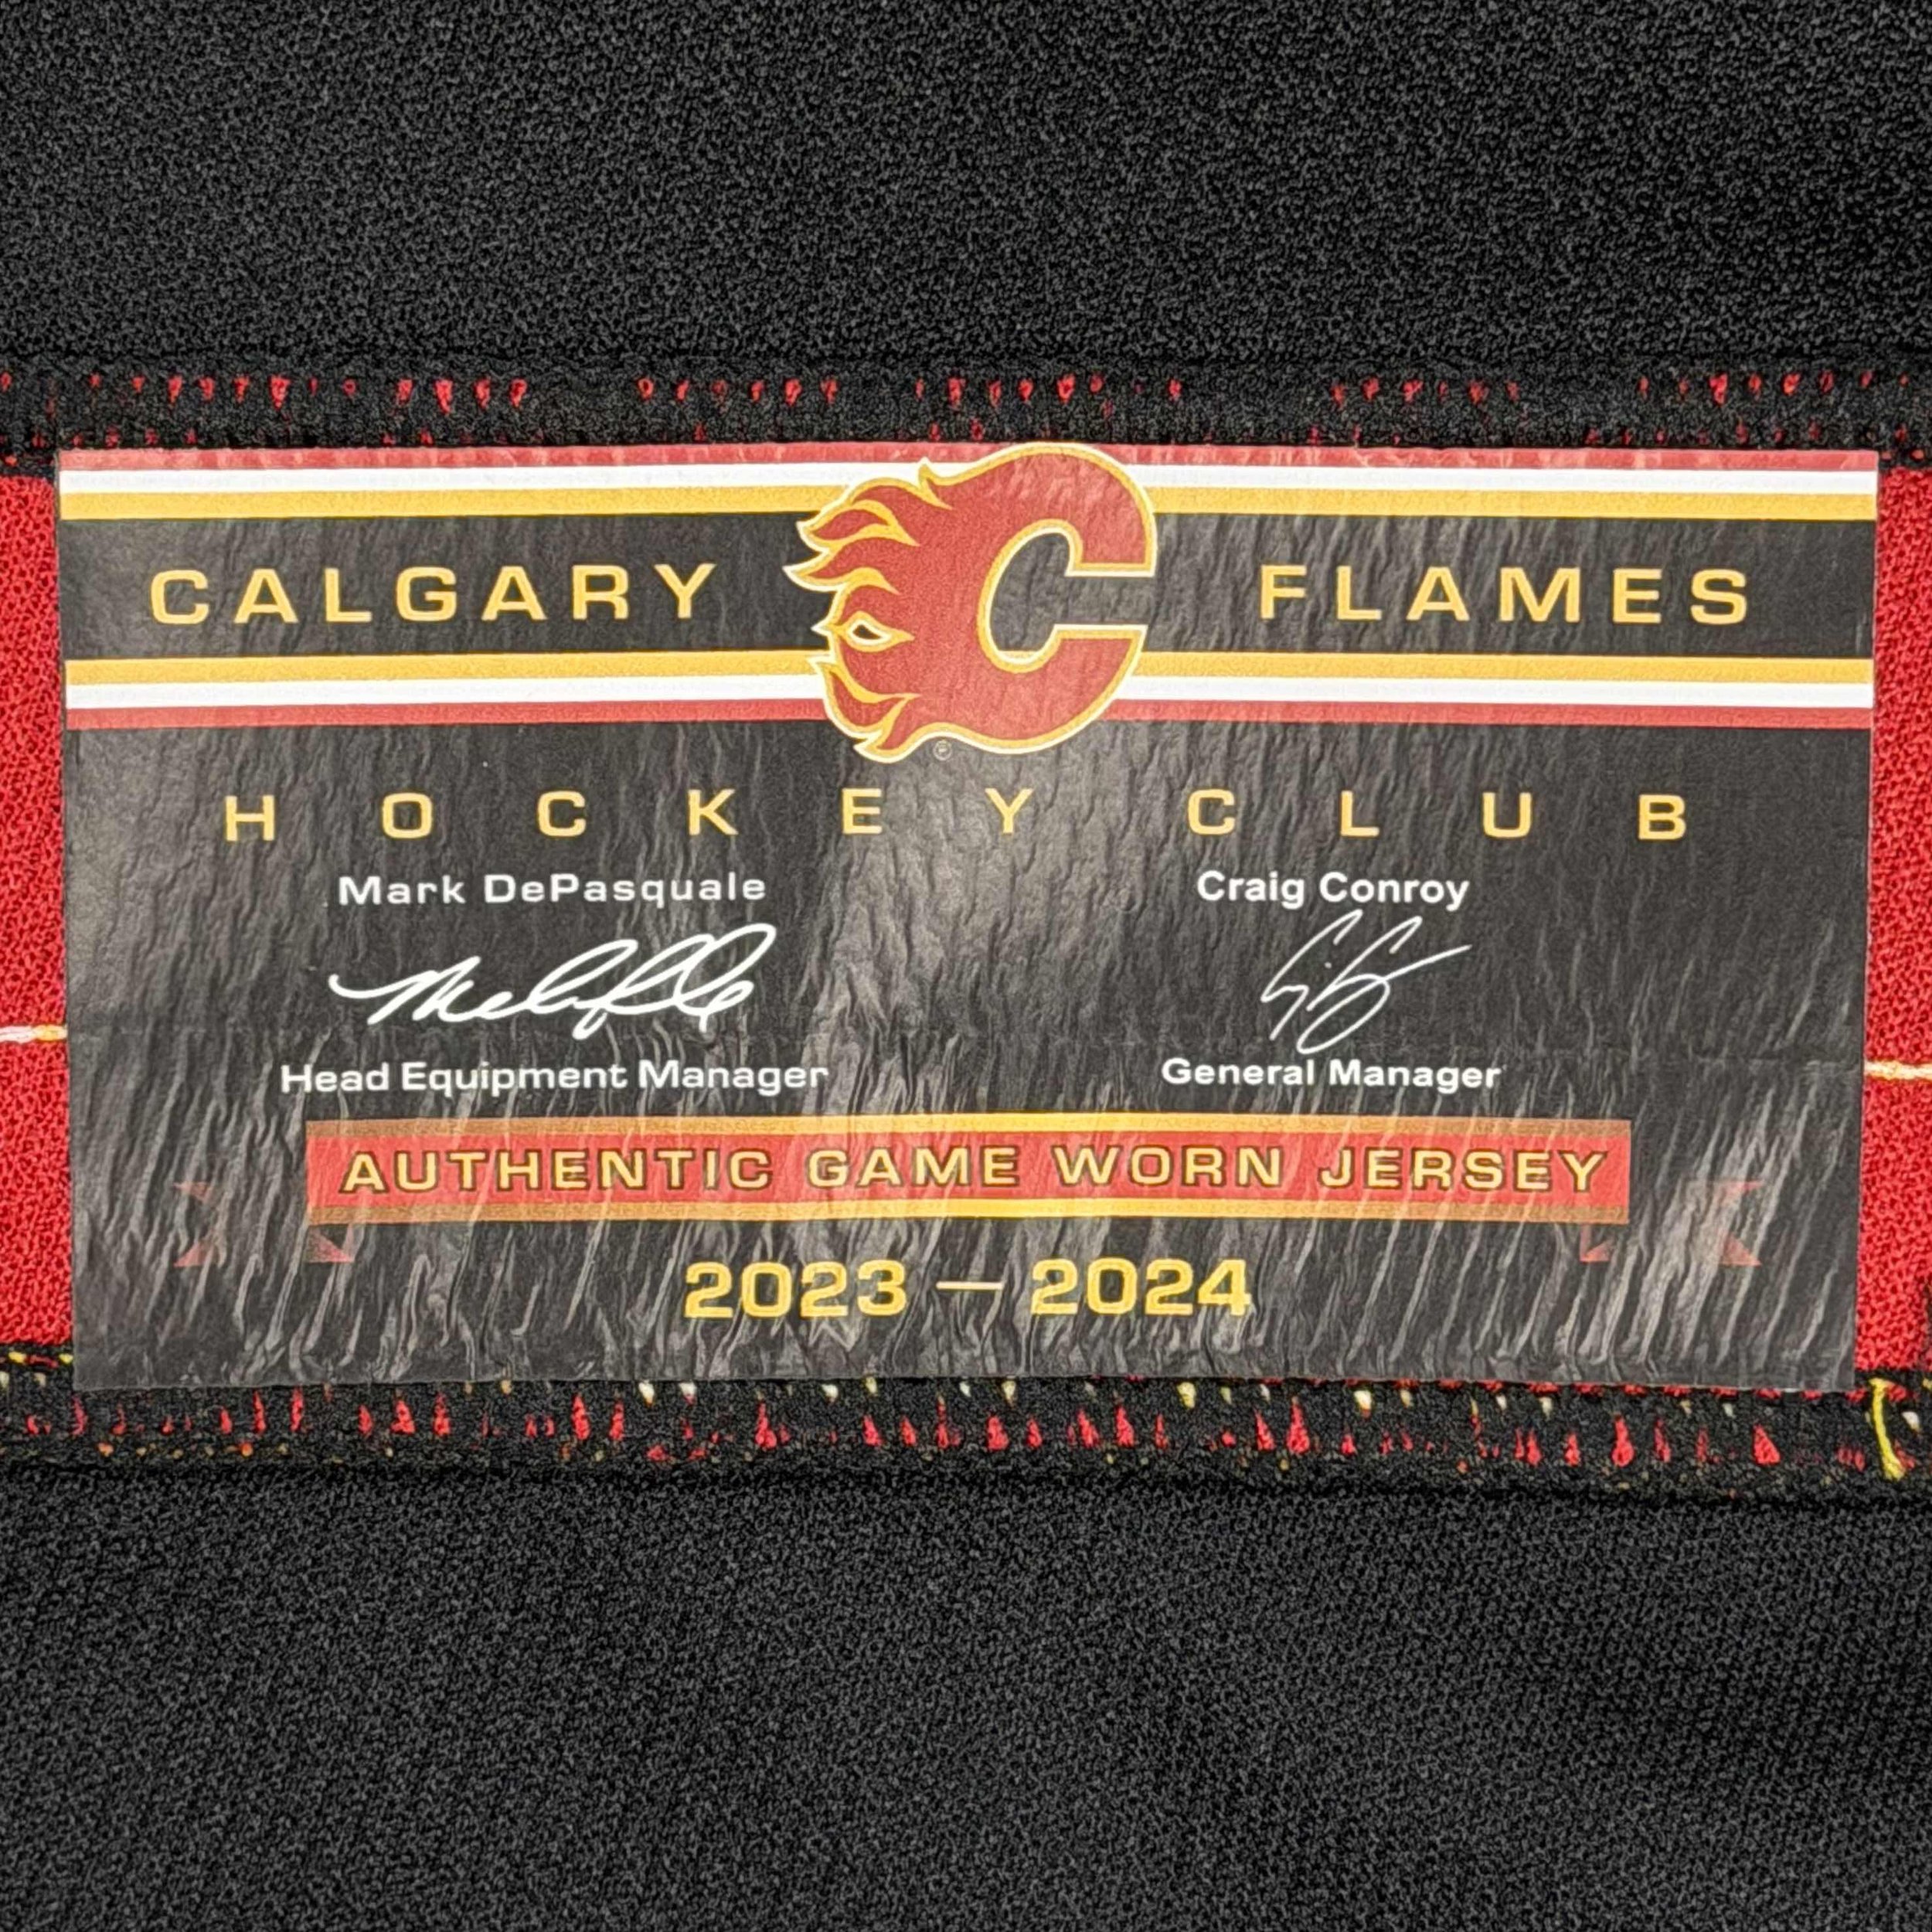 CALGARY C FLAMES
HOCKEY CLUB
Mark DePasquale
Craig Conroy
Head Equipment Manager
General Manager
AUTHENTIC GAME WORN JERSEY
2023 — 2024